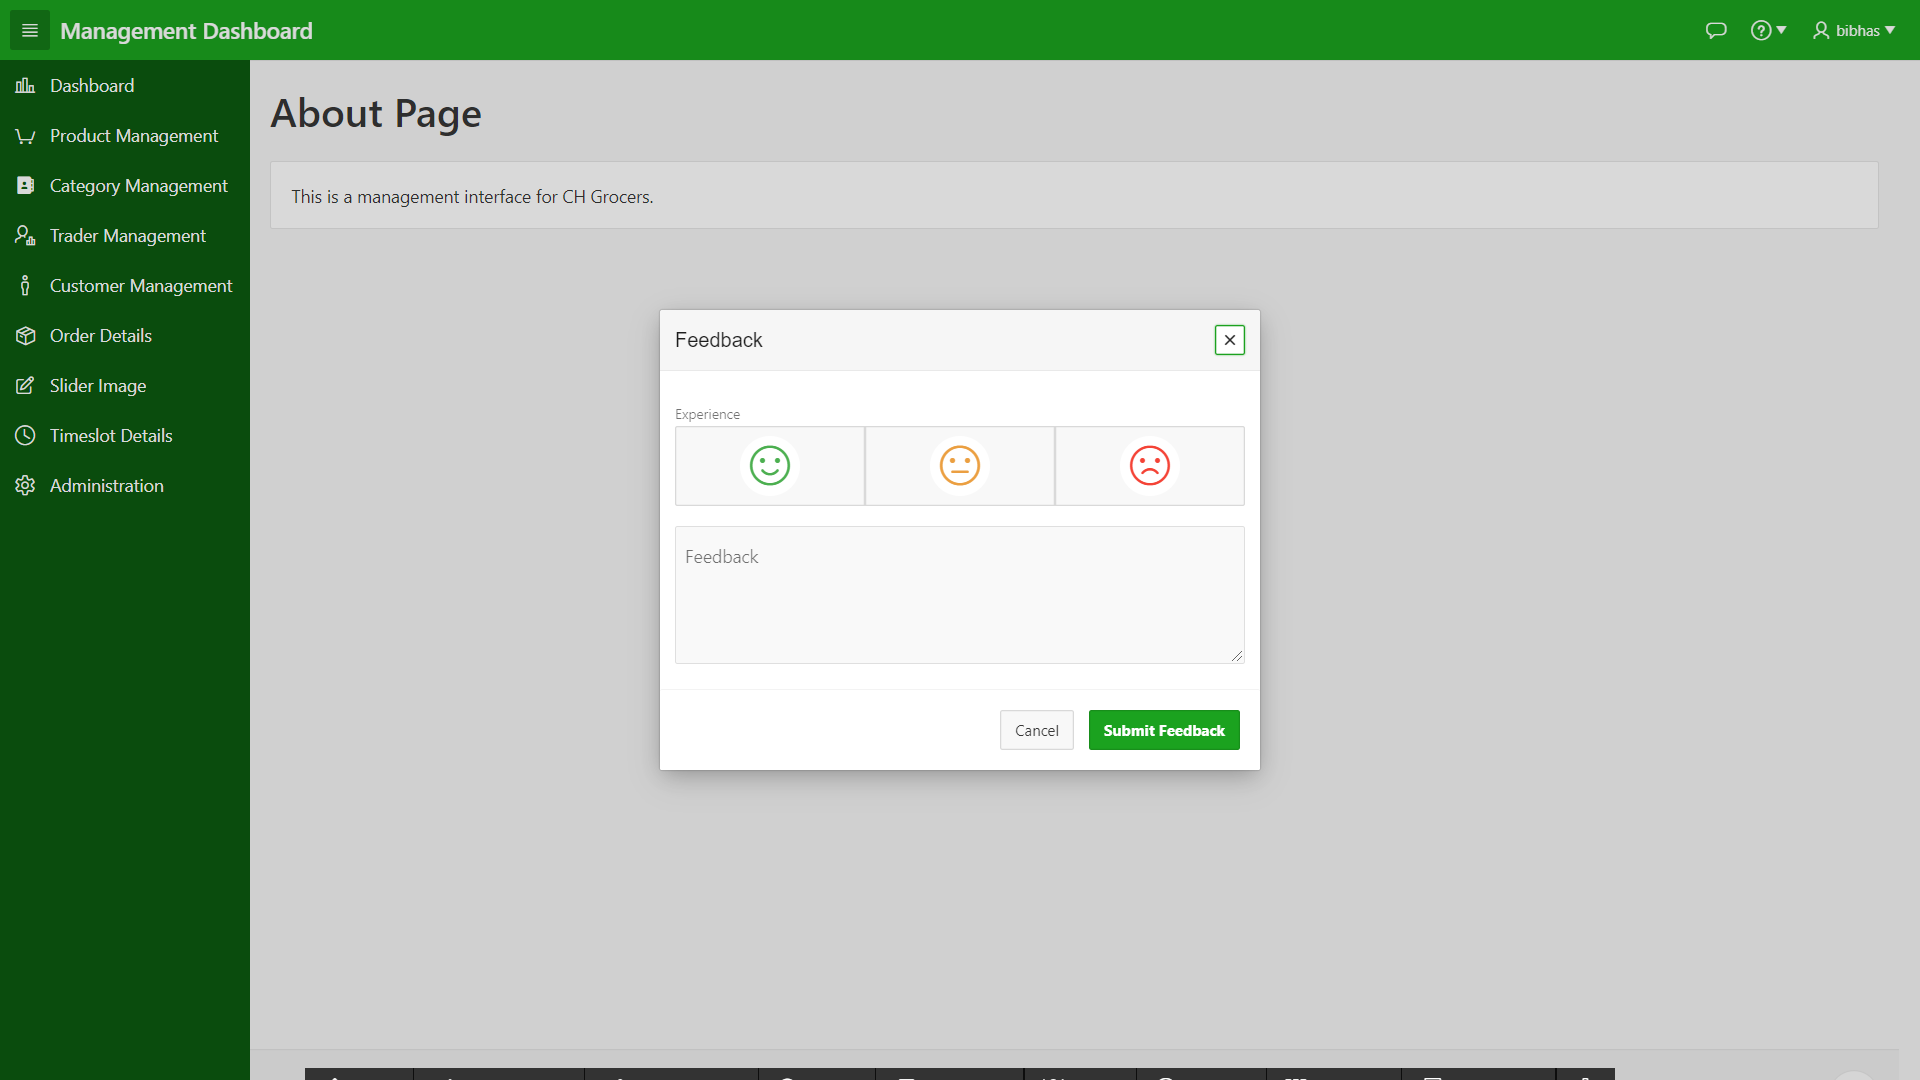 Management Dashboard
bibhas
Dashboard
Product Management
Category Management
Trader Management
Customer Management
Order Details
Slider Image
Timeslot Details
Administration
About Page
This is a management interface for CH Grocers.
Feedback
Experience
Feedback
Cancel
Submit Feedback